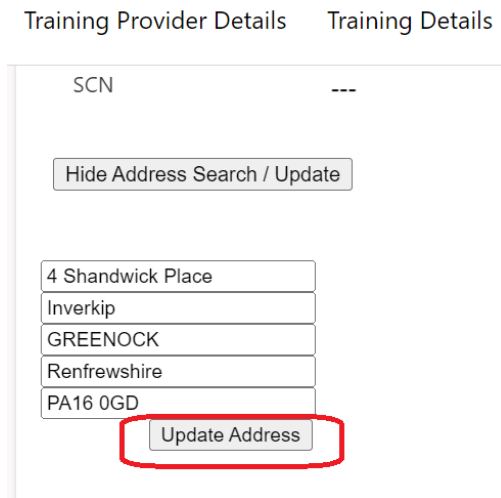 Training Provider Details Training Details
SCN ---
Hide Address Search / Update
4 Shandwick Place
Inverkip
GREENOCK
Renfrewshire
PA16 0GD
Update Address